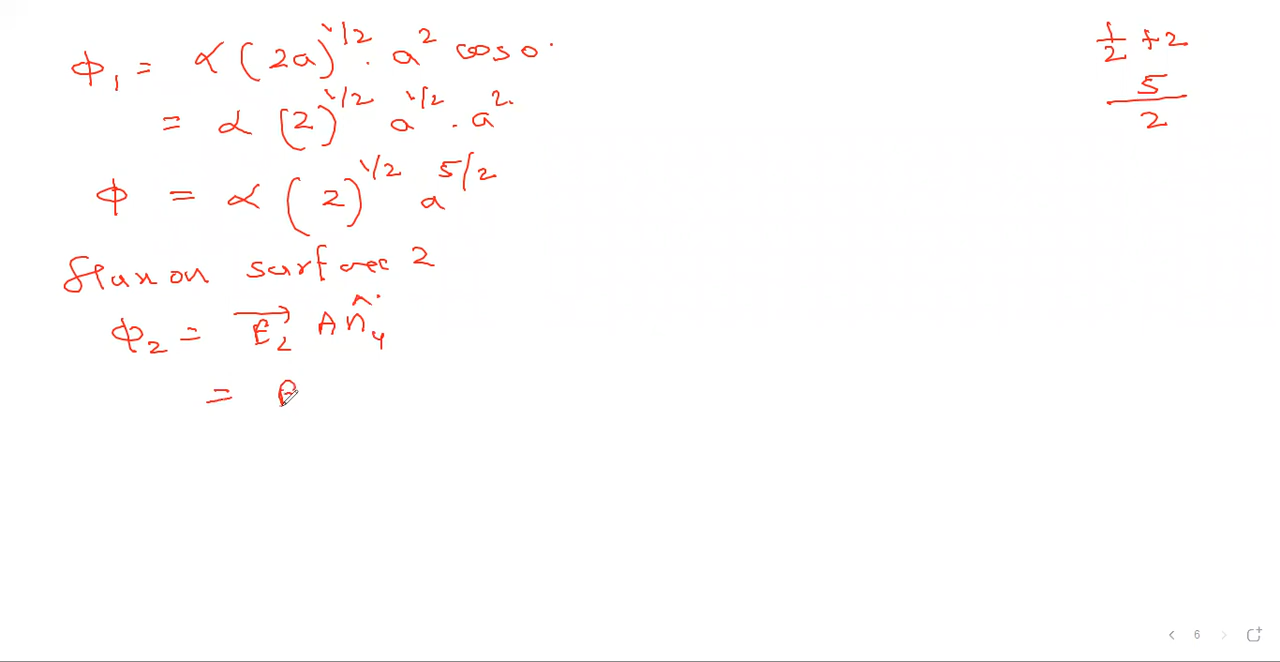 ϕ₁ = α (2a)^1/2 . a² cos 0.
= α (2)^1/2 a^1/2 . a².
ϕ = α (2)^1/2 a^5/2
flux on surface 2
ϕ₂ = E₂→ A n̂₄
= E
1/2 + 2
5/2
6